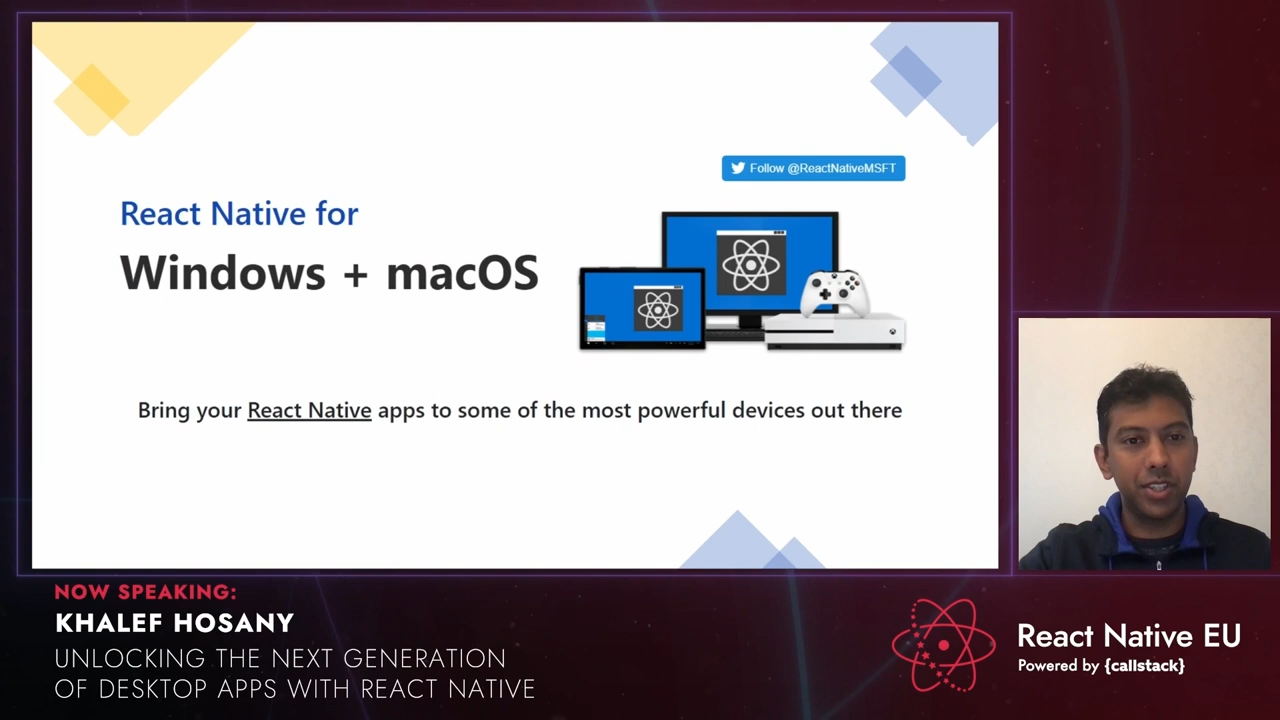 Follow @ReactNativeMSFT
React Native for
Windows + macOS
Bring your React Native apps to some of the most powerful devices out there
NOW SPEAKING:
KHALEF HOSANY
UNLOCKING THE NEXT GENERATION
OF DESKTOP APPS WITH REACT NATIVE
React Native EU
Powered by {callstack}